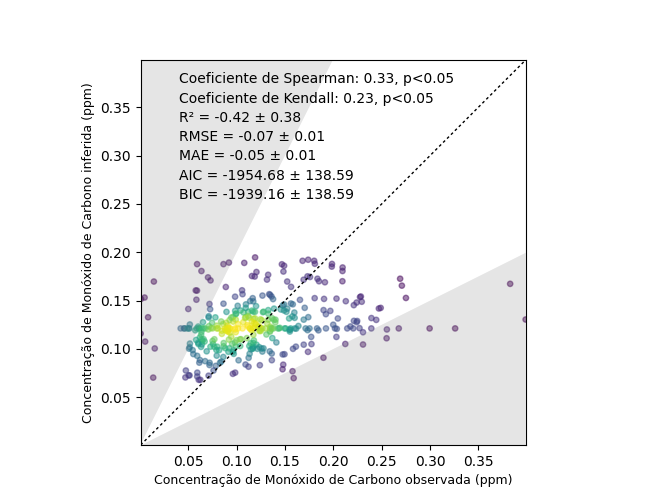 Coeficiente de Spearman: 0.33, p<0.05
Coeficiente de Kendall: 0.23, p<0.05
R² = -0.42 ± 0.38
RMSE = -0.07 ± 0.01
MAE = -0.05 ± 0.01
AIC = -1954.68 ± 138.59
BIC = -1939.16 ± 138.59
Concentração de Monóxido de Carbono inferida (ppm)
0.35
0.30
0.25
0.20
0.15
0.10
0.05
0.05 0.10 0.15 0.20 0.25 0.30 0.35
Concentração de Monóxido de Carbono observada (ppm)